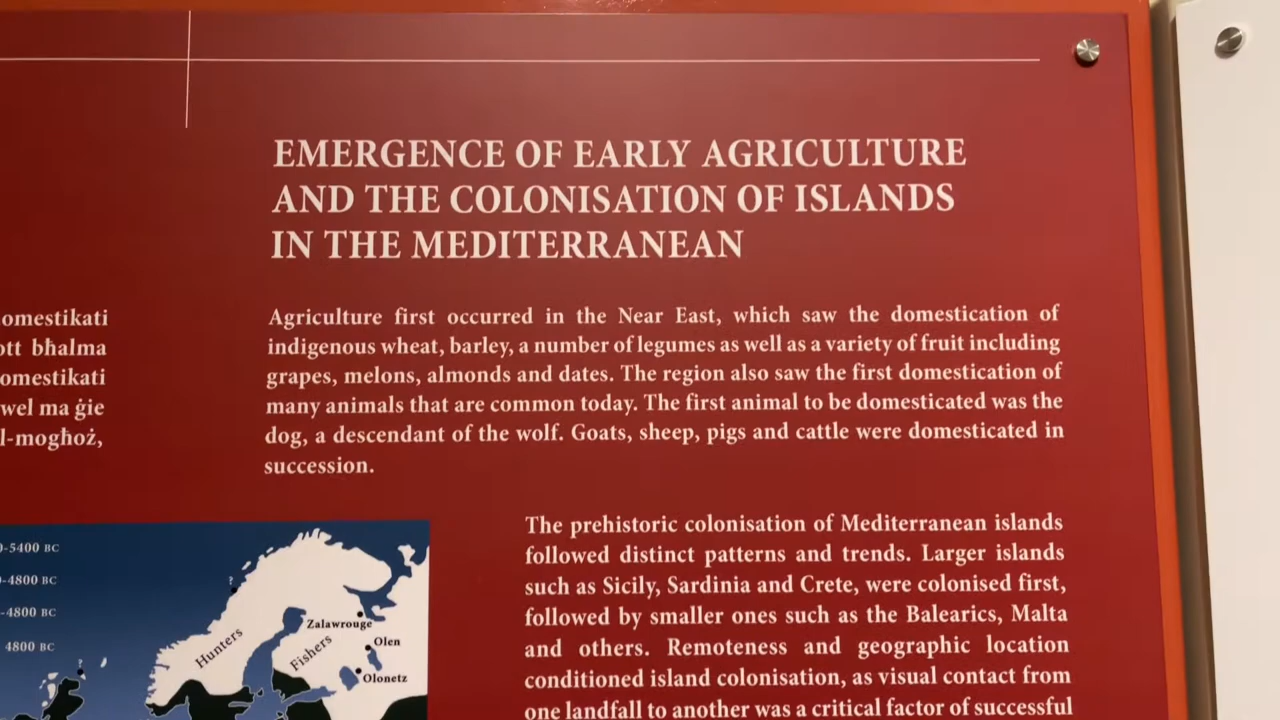 EMERGENCE OF EARLY AGRICULTURE
AND THE COLONISATION OF ISLANDS
IN THE MEDITERRANEAN
omestikati
ott bħalma
omestikati
wel ma ġie
l-mogħoż,
Agriculture first occurred in the Near East, which saw the domestication of
indigenous wheat, barley, a number of legumes as well as a variety of fruit including
grapes, melons, almonds and dates. The region also saw the first domestication of
many animals that are common today. The first animal to be domesticated was the
dog, a descendant of the wolf. Goats, sheep, pigs and cattle were domesticated in
succession.
-5400 BC
-4800 BC
-4800 BC
4800 BC
?
?
Hunters
Fishers
Zalawrouge
Olen
Olonetz
The prehistoric colonisation of Mediterranean islands
followed distinct patterns and trends. Larger islands
such as Sicily, Sardinia and Crete, were colonised first,
followed by smaller ones such as the Balearics, Malta
and others. Remoteness and geographic location
conditioned island colonisation, as visual contact from
one landfall to another was a critical factor of successful